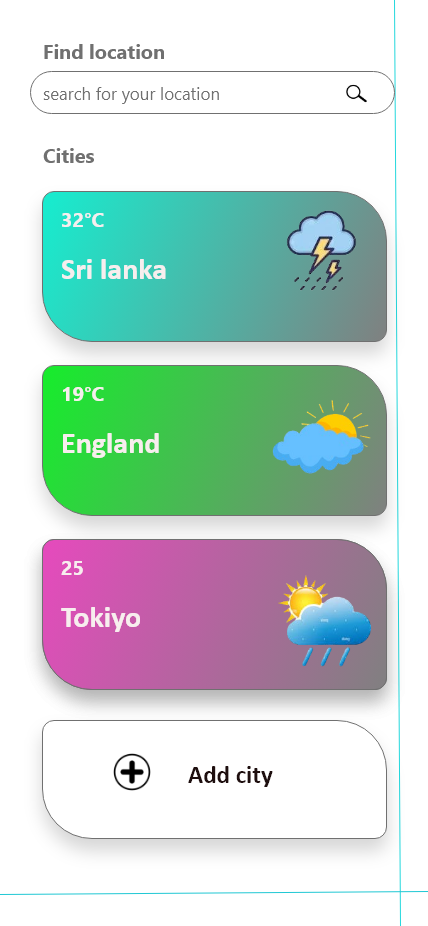 Find location
search for your location
Cities
32°C
Sri lanka
19°C
England
25
Tokiyo
Add city